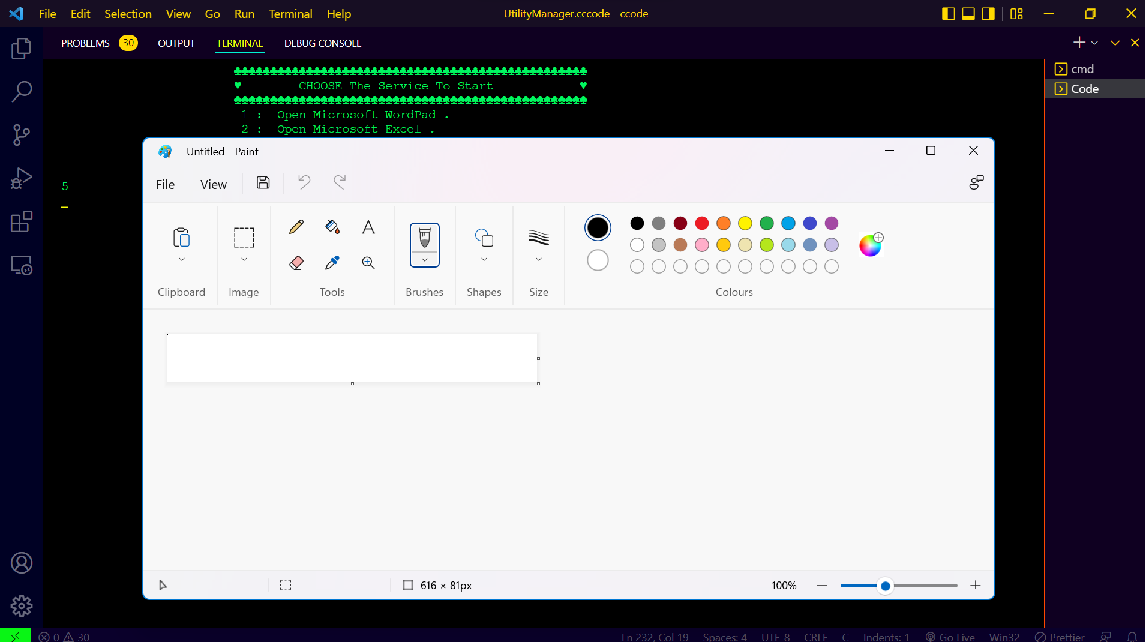 File Edit Selection View Go Run Terminal Help
UtilityManager.cccode - ccode
PROBLEMS 30 OUTPUT TERMINAL DEBUG CONSOLE
cmd
Code
♥ CHOOSE The Service To Start ♥
1 : Open Microsoft WordPad .
2 : Open Microsoft Excel .
5
Untitled - Paint
File View
Clipboard Image Tools Brushes Shapes Size Colours
616 × 81px
100%
0 30
Ln 232, Col 19 Spaces: 4 UTF-8 CRLF C Indents: 1 Go Live Win32 Prettier